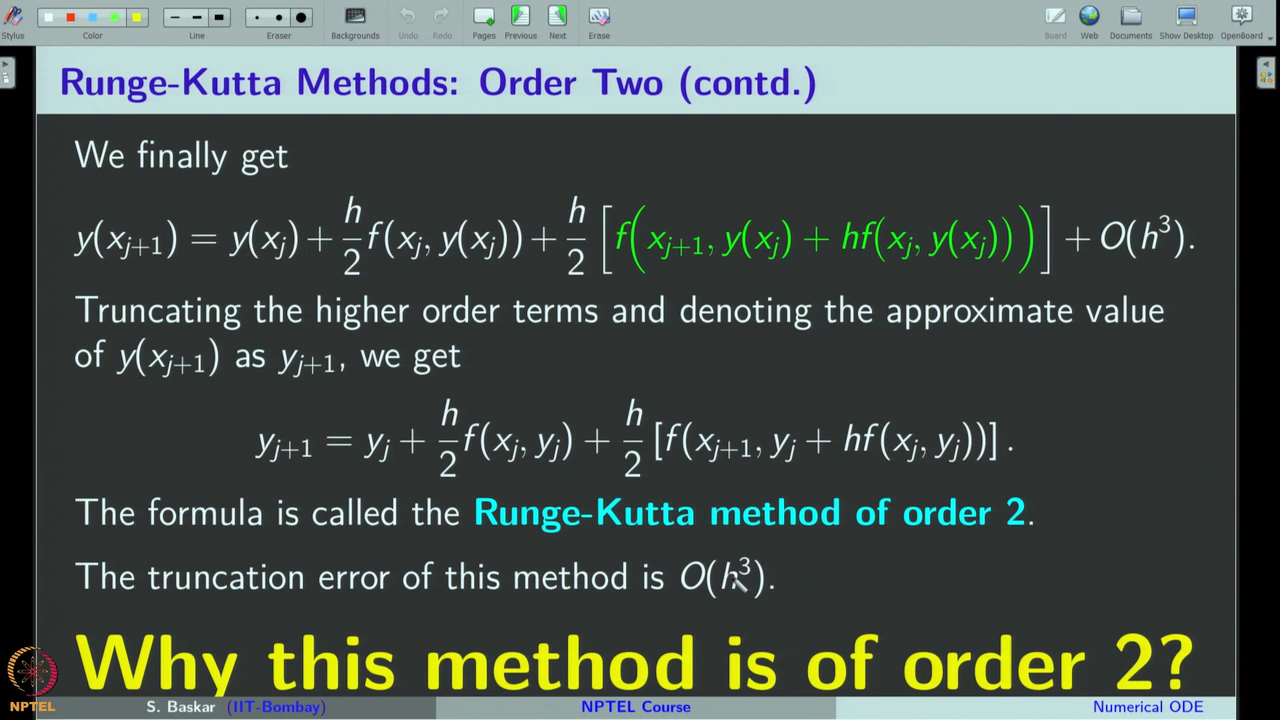 Stylus Color Line Eraser Backgrounds Undo Redo Pages Previous Next Erase Board Web Documents Show Desktop OpenBoard
Runge-Kutta Methods: Order Two (contd.)
We finally get
y(x_{j+1}) = y(x_j) + \frac{h}{2} f(x_j, y(x_j)) + \frac{h}{2} [ f( x_{j+1}, y(x_j) + hf(x_j, y(x_j)) ) ] + O(h^3).
Truncating the higher order terms and denoting the approximate value
of y(x_{j+1}) as y_{j+1}, we get
y_{j+1} = y_j + \frac{h}{2} f(x_j, y_j) + \frac{h}{2} [f(x_{j+1}, y_j + hf(x_j, y_j))] .
The formula is called the Runge-Kutta method of order 2.
The truncation error of this method is O(h^3).
Why this method is of order 2?
NPTEL
S. Baskar (IIT-Bombay) NPTEL Course Numerical ODE